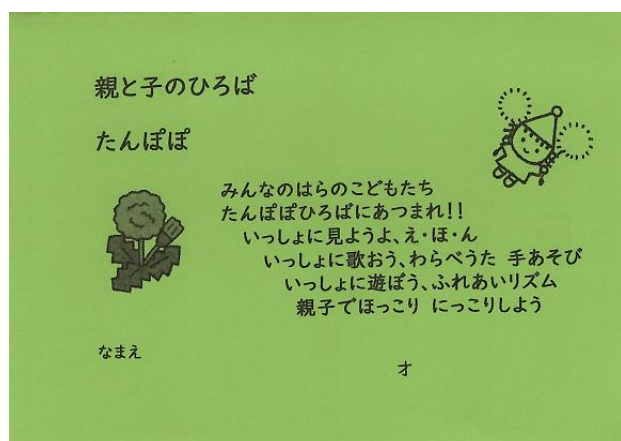 親と子のひろば
たんぽぽ
みんなのはらのこどもたち
たんぽぽひろばにあつまれ!!
いっしょに見ようよ、え・ほ・ん
いっしょに歌おう、わらべうた 手あそび
いっしょに遊ぼう、ふれあいリズム
親子でほっこり にっこりしよう
なまえ
才